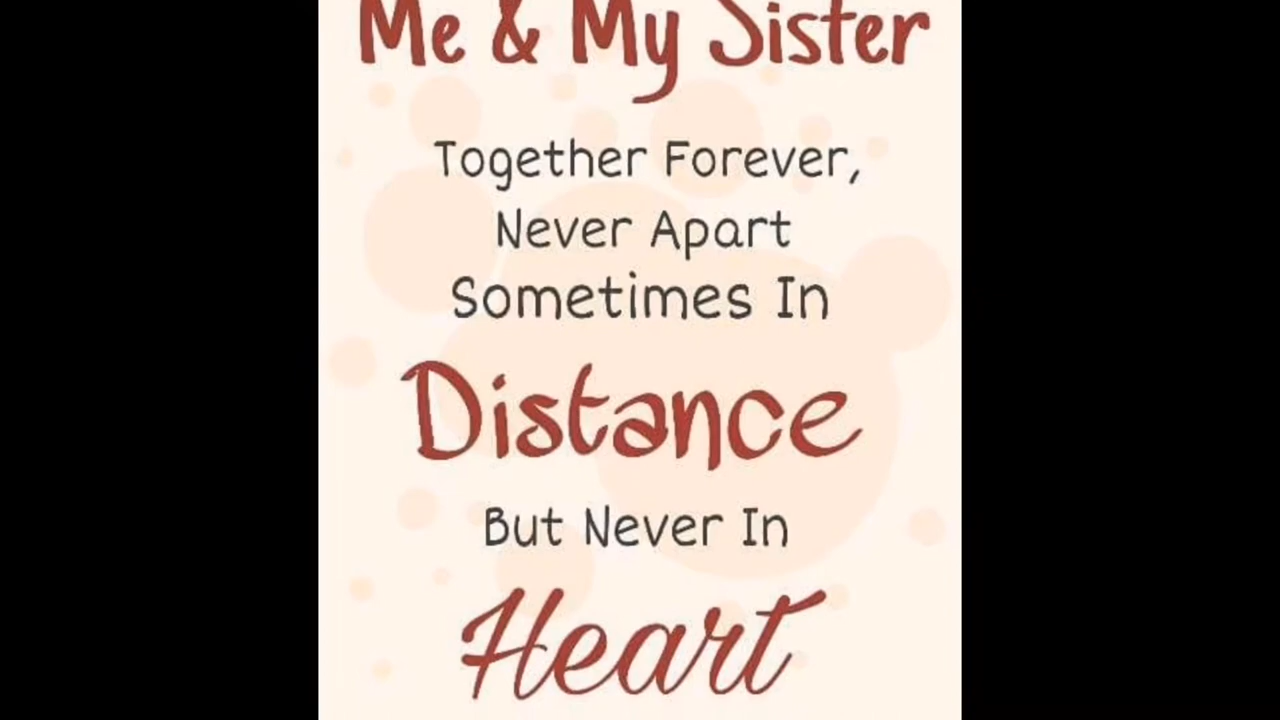 Me & My Sister
Together Forever,
Never Apart
Sometimes In
Distance
But Never In
Heart